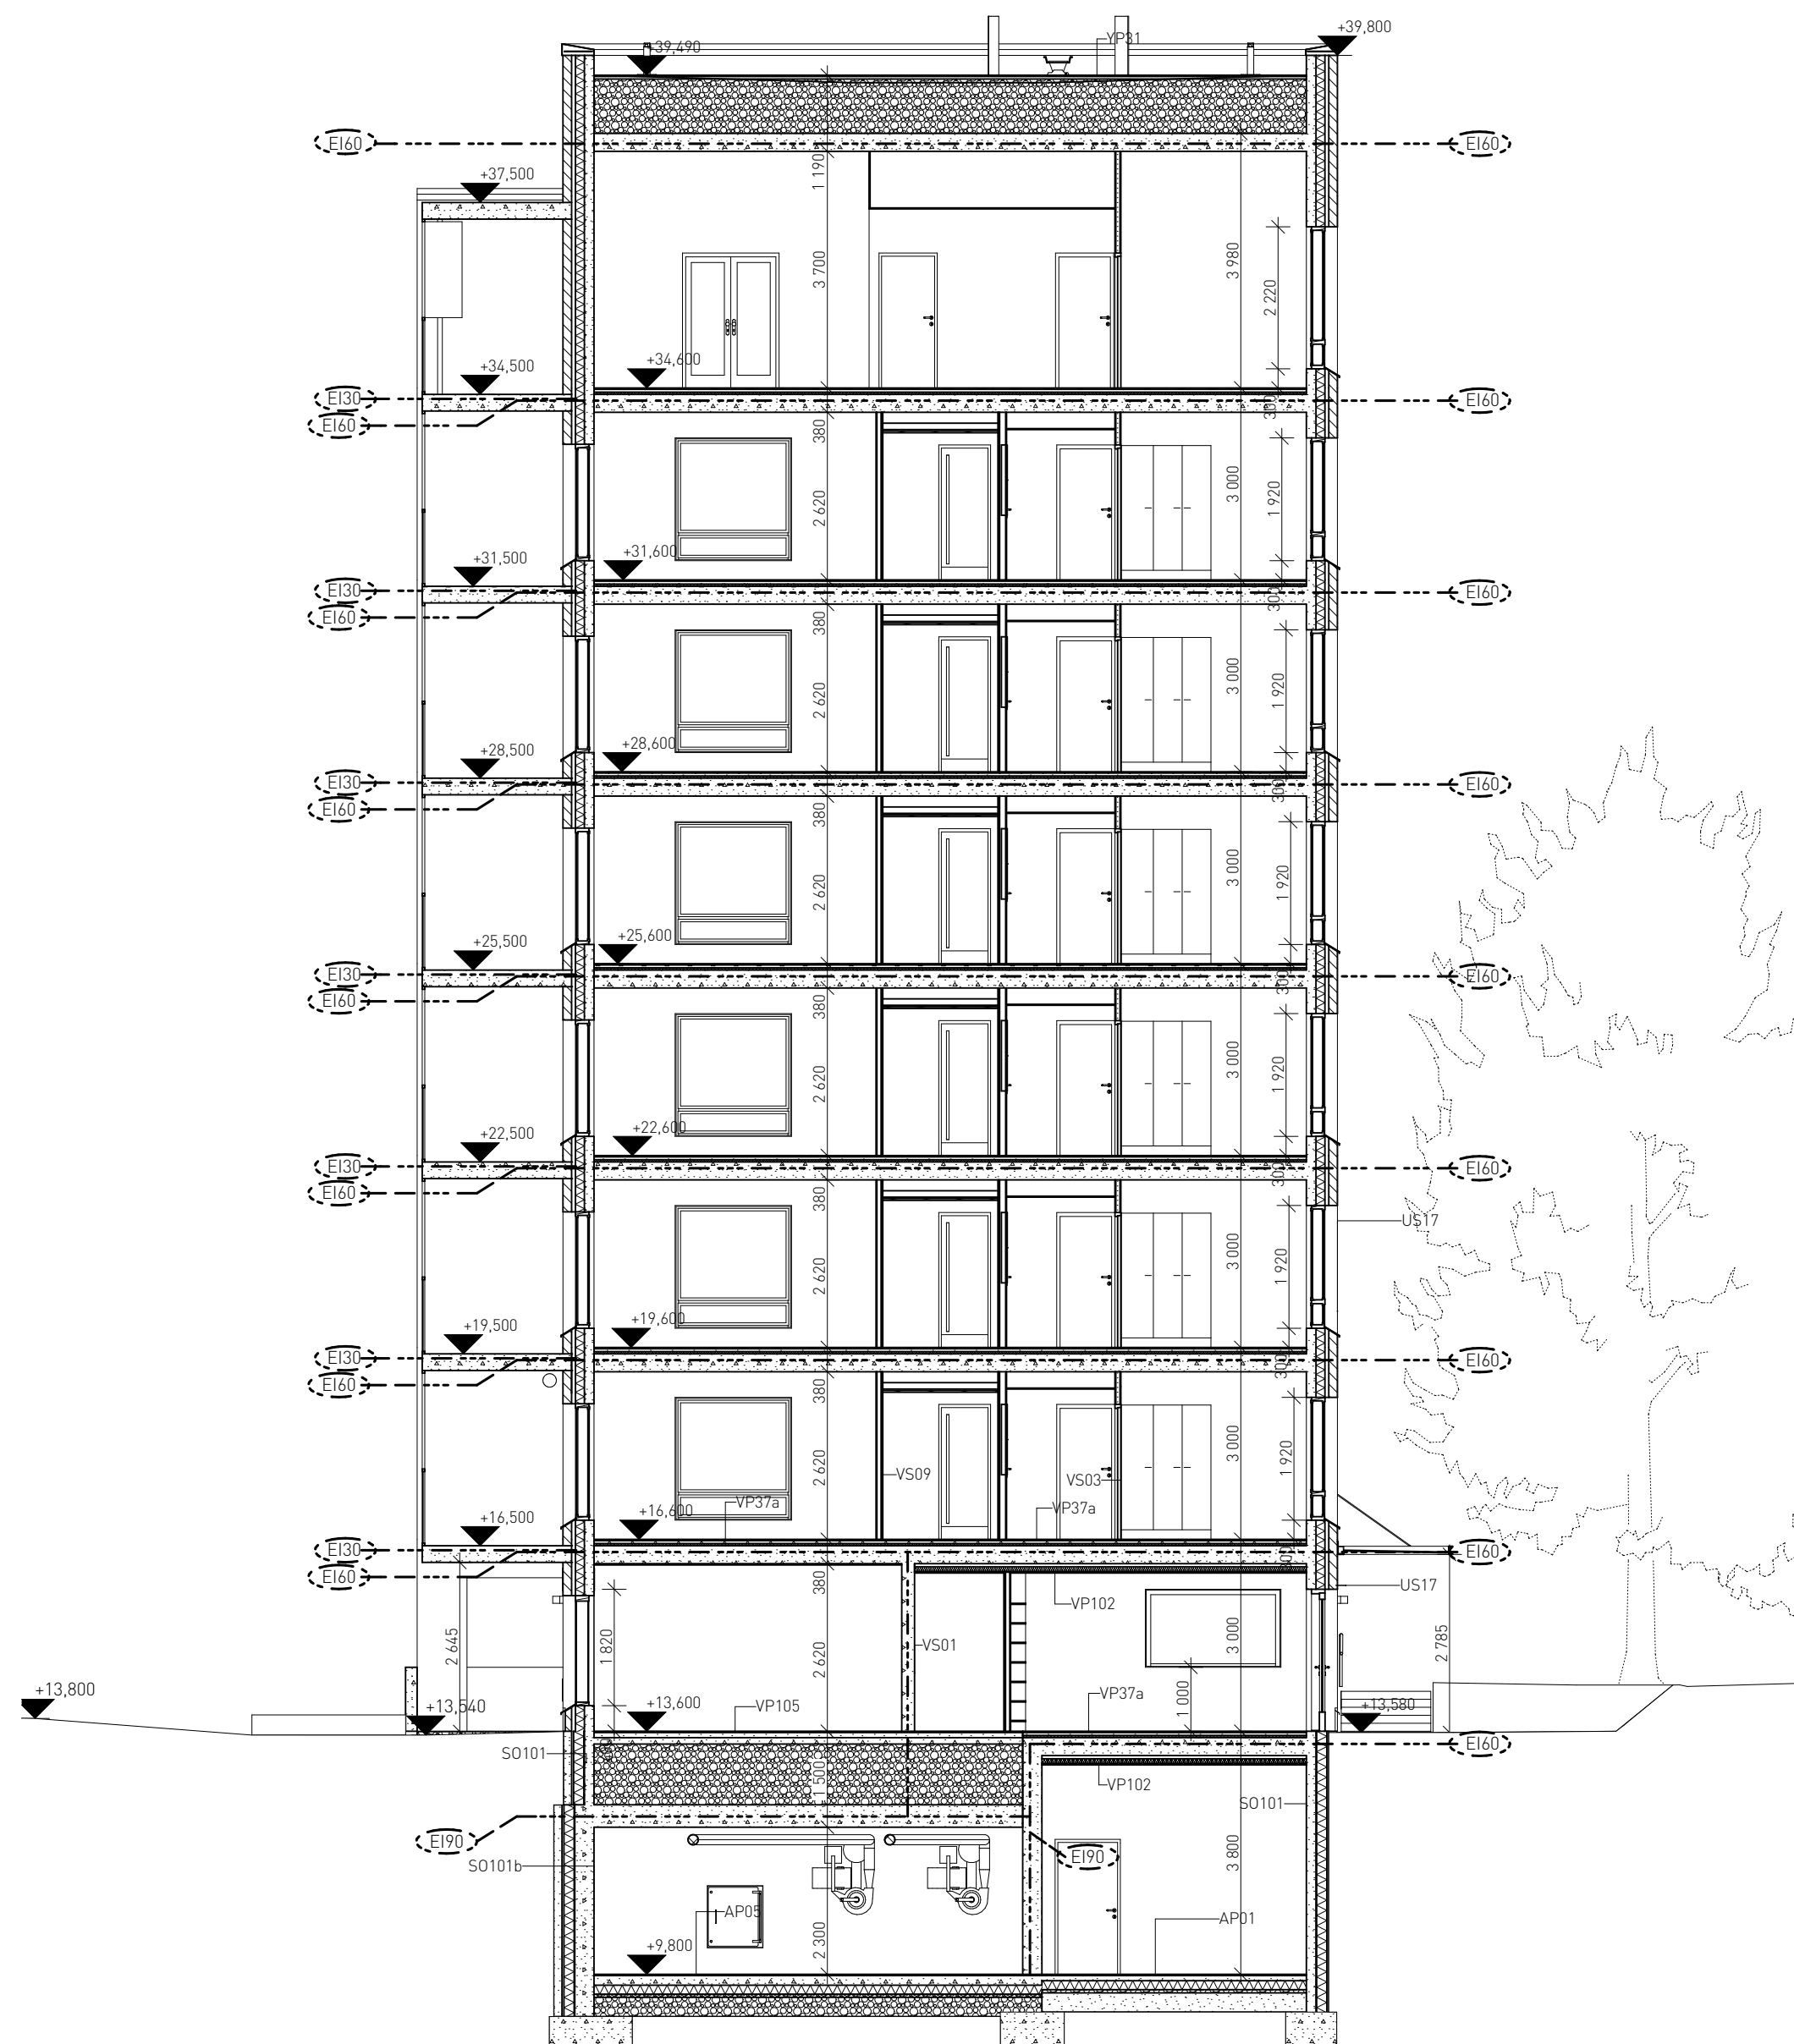 +39,800
YP31
+39,490
EI60
EI60
1 190
+37,500
3 700
3 980
2 220
+34,600
+34,500
EI30
EI60
300
EI60
380
2 620
3 000
1 920
+31,600
+31,500
EI30
EI60
300
EI60
380
2 620
3 000
1 920
+28,600
+28,500
EI30
EI60
300
EI60
380
2 620
3 000
1 920
+25,600
+25,500
EI30
EI60
300
EI60
380
2 620
3 000
1 920
+22,600
+22,500
EI30
EI60
300
EI60
380
US17
2 620
3 000
1 920
+19,600
+19,500
EI30
EI60
300
EI60
380
2 620
3 000
1 920
VS09
VS03
VP37a
VP37a
+16,600
+16,500
EI30
EI60
300
EI60
380
US17
VP102
2 645
1 820
2 620
VS01
3 000
2 785
+13,800
+13,540
+13,600
VP105
VP37a
1 000
+13,580
EI60
SO101
1 500
VP102
SO101
EI90
EI90
SO101b
3 800
AP05
AP01
2 300
+9,800